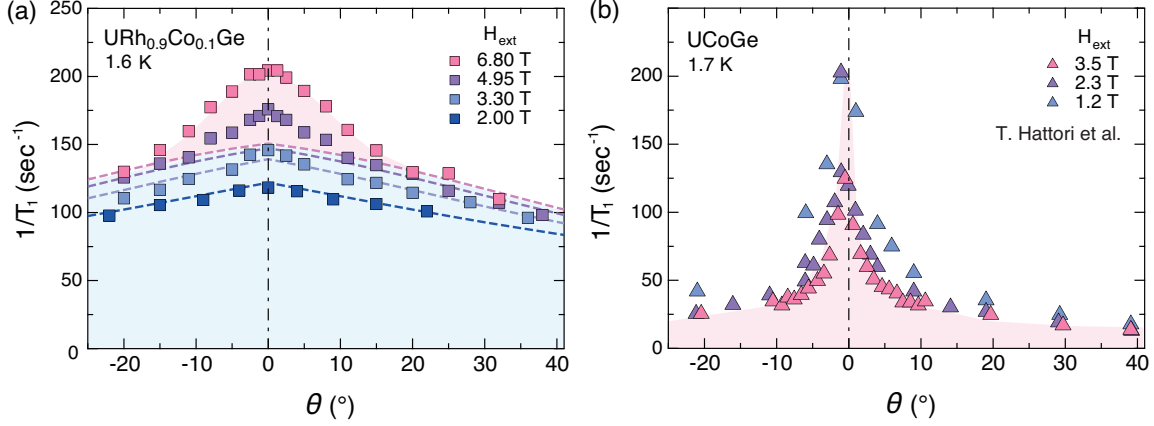 (a)
250
200
150
100
50
0
1/T₁ (sec⁻¹)
URh₀.₉Co₀.₁Ge
1.6 K
H_ext
6.80 T
4.95 T
3.30 T
2.00 T
-20 -10 0 10 20 30 40
θ (°)
(b)
250
200
150
100
50
0
1/T₁ (sec⁻¹)
UCoGe
1.7 K
H_ext
3.5 T
2.3 T
1.2 T
T. Hattori et al.
-20 -10 0 10 20 30 40
θ (°)